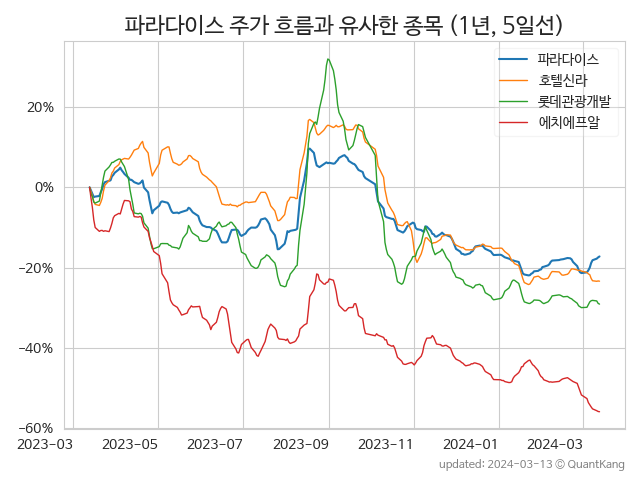 파라다이스 주가 흐름과 유사한 종목 (1년, 5일선)
파라다이스
호텔신라
롯데관광개발
에치에프알
20%
0%
−20%
−40%
−60%
2023-03 2023-05 2023-07 2023-09 2023-11 2024-01 2024-03
updated: 2024-03-13 © QuantKang